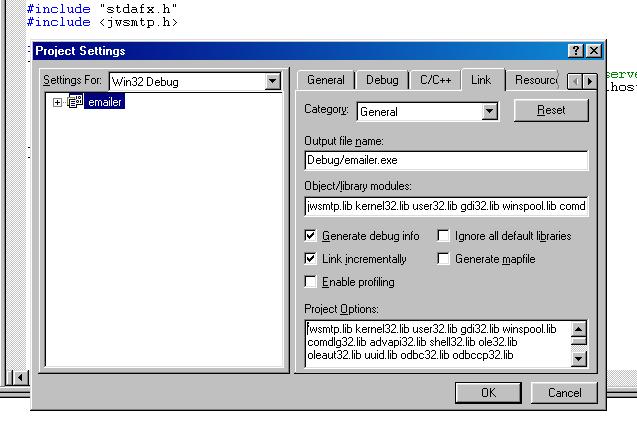 #include "stdafx.h"
#include <jwsmtp.h>
Project Settings
Settings For: Win32 Debug
emailer
General Debug C/C++ Link Resource
Category: General Reset
Output file name:
Debug/emailer.exe
Object/library modules:
jwsmtp.lib kernel32.lib user32.lib gdi32.lib winspool.lib comd
Generate debug info Ignore all default libraries
Link incrementally Generate mapfile
Enable profiling
Project Options:
jwsmtp.lib kernel32.lib user32.lib gdi32.lib winspool.lib
comdlg32.lib advapi32.lib shell32.lib ole32.lib
oleaut32.lib uuid.lib odbc32.lib odbccp32.lib
OK Cancel